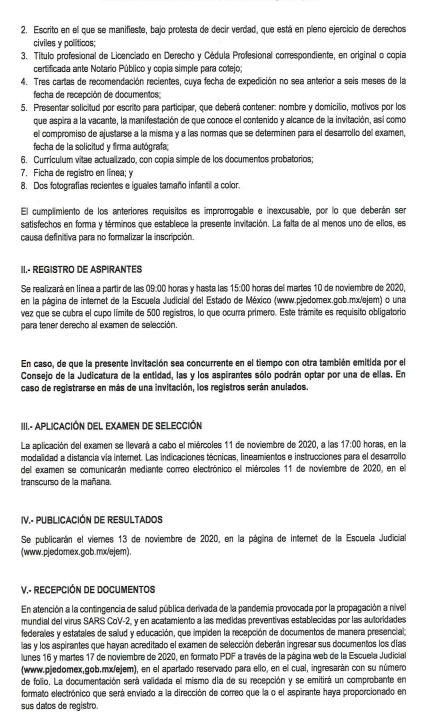 2. Escrito en el que se manifieste, bajo protesta de decir verdad, que está en pleno ejercicio de derechos
civiles y políticos;
3. Título profesional de Licenciado en Derecho y Cédula Profesional correspondiente, en original o copia
certificada ante Notario Público y copia simple para cotejo;
4. Tres cartas de recomendación recientes, cuya fecha de expedición no sea anterior a seis meses de la
fecha de recepción de documentos;
5. Presentar solicitud por escrito para participar, que deberá contener: nombre y domicilio, motivos por los
que aspira a la vacante, la manifestación de que conoce el contenido y alcance de la invitación, así como
el compromiso de ajustarse a la misma y a las normas que se determinen para el desarrollo del examen,
fecha de la solicitud y firma autógrafa;
6. Curriculum vitae actualizado, con copia simple de los documentos probatorios;
7. Ficha de registro en línea; y
8. Dos fotografías recientes e iguales tamaño infantil a color.
El cumplimiento de los anteriores requisitos es improrrogable e inexcusable, por lo que deberán ser
satisfechos en forma y términos que establece la presente invitación. La falta de al menos uno de ellos, es
causa definitiva para no formalizar la inscripción.
II.- REGISTRO DE ASPIRANTES
Se realizará en línea a partir de las 09:00 horas y hasta las 15:00 horas del martes 10 de noviembre de 2020,
en la página de internet de la Escuela Judicial del Estado de México (www.pjedomex.gob.mx/ejem) o una
vez que se cubra el cupo límite de 500 registros, lo que ocurra primero. Este trámite es requisito obligatorio
para tener derecho al examen de selección.
En caso, de que la presente invitación sea concurrente en el tiempo con otra también emitida por el
Consejo de la Judicatura de la entidad, las y los aspirantes sólo podrán optar por una de ellas. En
caso de registrarse en más de una invitación, los registros serán anulados.
III.- APLICACIÓN DEL EXAMEN DE SELECCIÓN
La aplicación del examen se llevará a cabo el miércoles 11 de noviembre de 2020, a las 17:00 horas, en la
modalidad a distancia vía internet. Las indicaciones técnicas, lineamientos e instrucciones para el desarrollo
del examen se comunicarán mediante correo electrónico el miércoles 11 de noviembre de 2020, en el
transcurso de la mañana.
IV.- PUBLICACIÓN DE RESULTADOS
Se publicarán el viernes 13 de noviembre de 2020, en la página de internet de la Escuela Judicial
(www.pjedomex.gob.mx/ejem).
V.- RECEPCIÓN DE DOCUMENTOS
En atención a la contingencia de salud pública derivada de la pandemia provocada por la propagación a nivel
mundial del virus SARS CoV-2, y en acatamiento a las medidas preventivas establecidas por las autoridades
federales y estatales de salud y educación, que impiden la recepción de documentos de manera presencial;
las y los aspirantes que hayan acreditado el examen de selección deberán ingresar sus documentos los días
lunes 16 y martes 17 de noviembre de 2020, en formato PDF a través de la página web de la Escuela Judicial
(www.pjedomex,gob.mx/ejem), en el apartado reservado para ello, en el cual, ingresarán con su número
de folio. La documentación será validada el mismo día de su recepción y se emitirá un comprobante en
formato electrónico que será enviado a la dirección de correo que la o el aspirante haya proporcionado en
sus datos de registro.